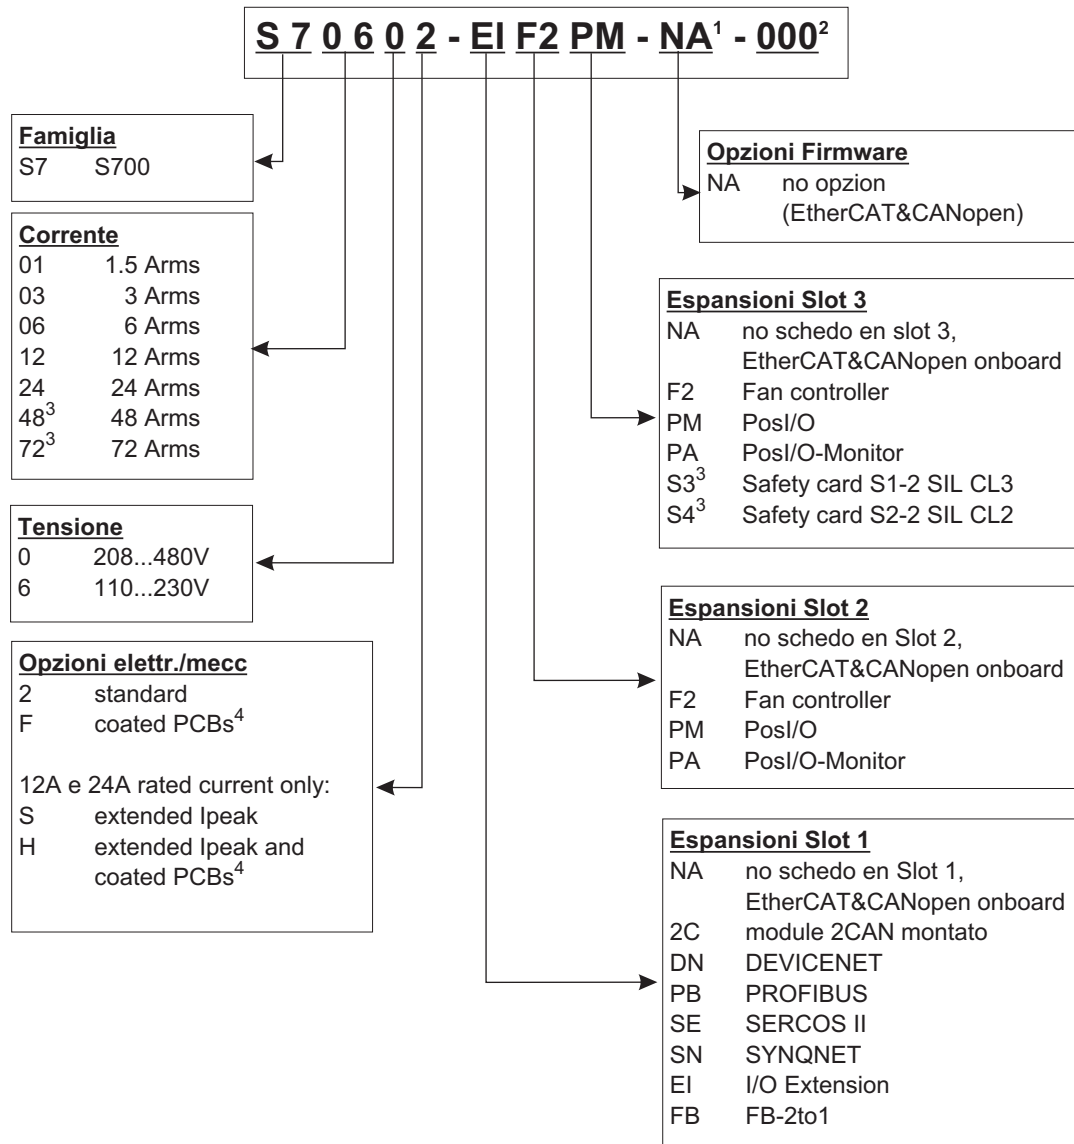 S 7 0 6 0 2 - EI F2 PM - NA¹ - 000²
Famiglia
S7 S700
Corrente
01 1.5 Arms
03 3 Arms
06 6 Arms
12 12 Arms
24 24 Arms
48³ 48 Arms
72³ 72 Arms
Tensione
0 208...480V
6 110...230V
Opzioni elettr./mecc
2 standard
F coated PCBs⁴
12A e 24A rated current only:
S extended Ipeak
H extended Ipeak and
coated PCBs⁴
Opzioni Firmware
NA no opzion
(EtherCAT&CANopen)
Espansioni Slot 3
NA no schedo en slot 3,
EtherCAT&CANopen onboard
F2 Fan controller
PM PosI/O
PA PosI/O-Monitor
S3³ Safety card S1-2 SIL CL3
S4³ Safety card S2-2 SIL CL2
Espansioni Slot 2
NA no schedo en Slot 2,
EtherCAT&CANopen onboard
F2 Fan controller
PM PosI/O
PA PosI/O-Monitor
Espansioni Slot 1
NA no schedo en Slot 1,
EtherCAT&CANopen onboard
2C module 2CAN montato
DN DEVICENET
PB PROFIBUS
SE SERCOS II
SN SYNQNET
EI I/O Extension
FB FB-2to1